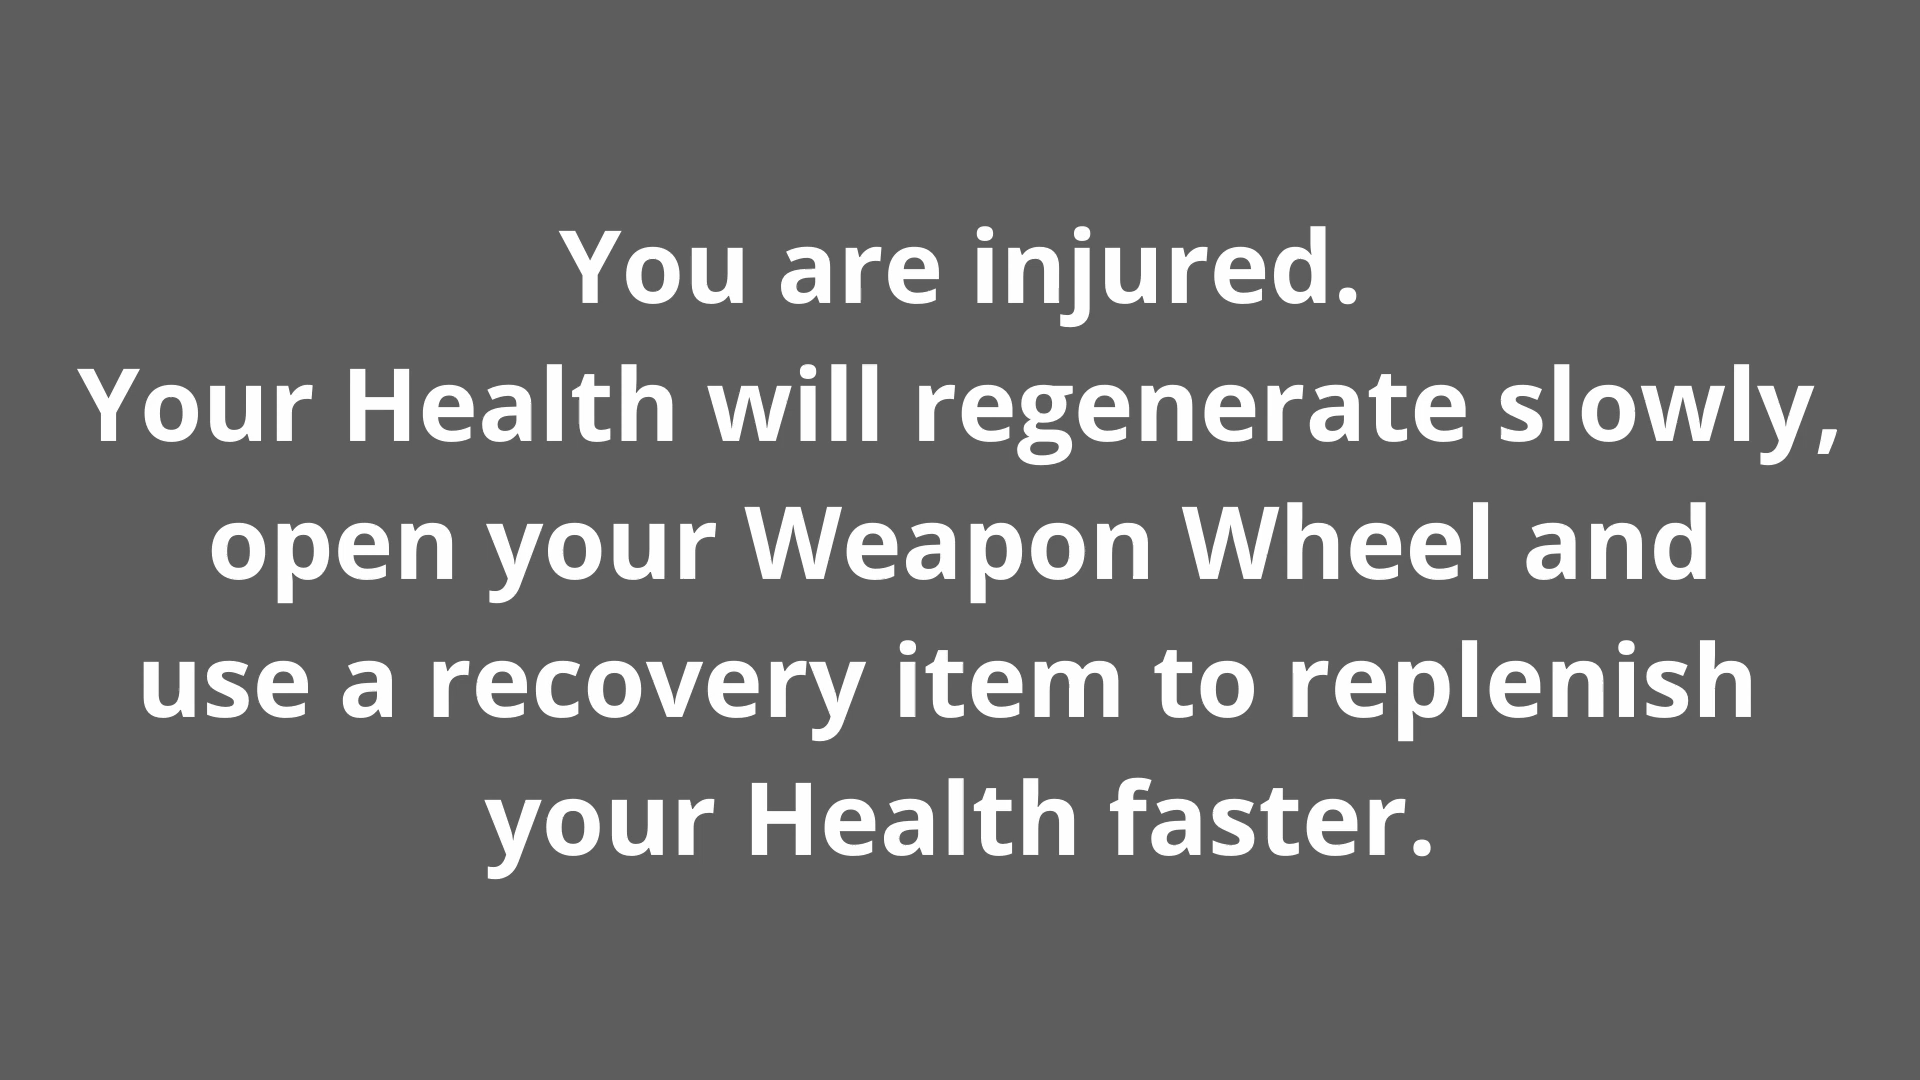 You are injured.
Your Health will regenerate slowly,
open your Weapon Wheel and
use a recovery item to replenish
your Health faster.